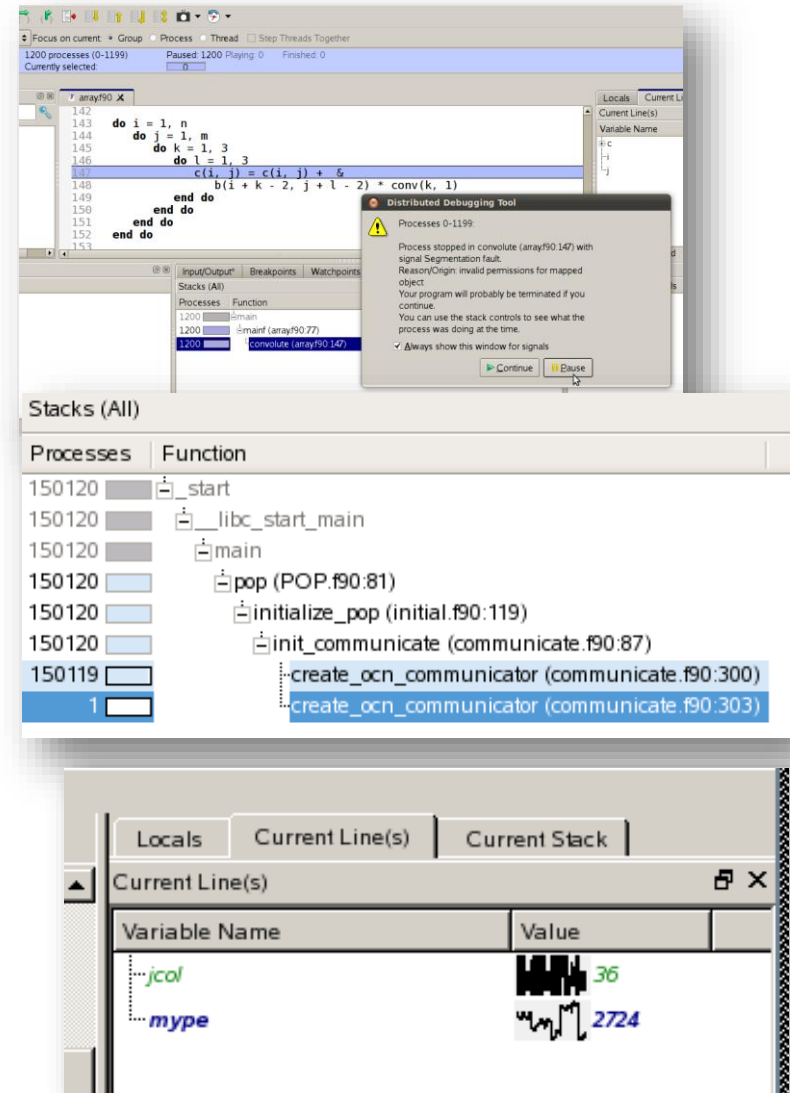 Focus on current: Group Process Thread Step Threads Together
1200 processes (0-1199) Paused: 1200 Playing: 0 Finished: 0
Currently selected: 0
array.f90 X
Locals Current Li
142
143 do i = 1, n
144 do j = 1, m
145 do k = 1, 3
146 do l = 1, 3
147 c(i, j) = c(i, j) + &
148 b(i + k - 2, j + l - 2) * conv(k, l)
149 end do
150 end do
151 end do
152 end do
153
Current Line(s)
Variable Name
c
i
j
Distributed Debugging Tool
Processes 0-1199:
Process stopped in convolute (array.f90:147) with
signal Segmentation fault.
Reason/Origin: invalid permissions for mapped
object
Your program will probably be terminated if you
continue.
You can use the stack controls to see what the
process was doing at the time.
Always show this window for signals
Continue Pause
Input/Output* Breakpoints Watchpoints
Stacks (All)
Processes Function
1200 main
1200 mainf (array.f90:77)
1200 convolute (array.f90:147)
Stacks (All)
Processes Function
150120 _start
150120 __libc_start_main
150120 main
150120 pop (POP.f90:81)
150120 initialize_pop (initial.f90:119)
150120 init_communicate (communicate.f90:87)
150119 create_ocn_communicator (communicate.f90:300)
1 create_ocn_communicator (communicate.f90:303)
Locals Current Line(s) Current Stack
Current Line(s)
Variable Name Value
jcol 36
mype 2724